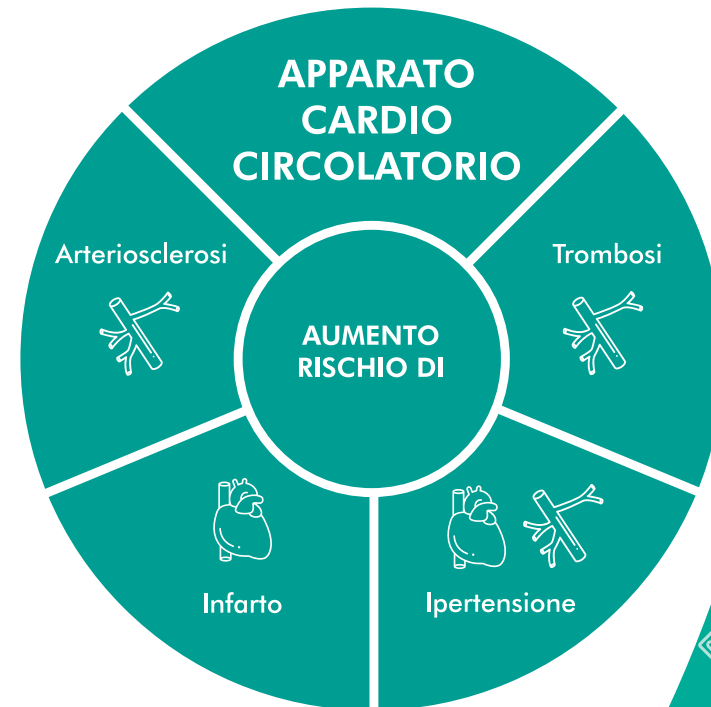 APPARATO
CARDIO
CIRCOLATORIO
Arteriosclerosi
Trombosi
AUMENTO
RISCHIO DI
Infarto
Ipertensione